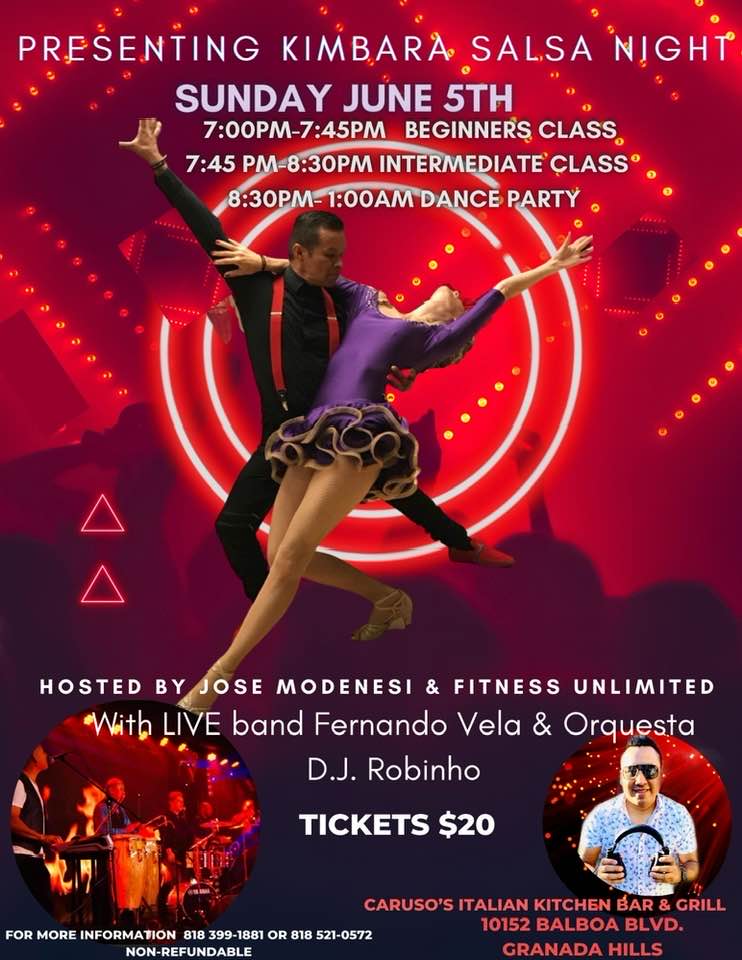 PRESENTING KIMBARA SALSA NIGHT
SUNDAY JUNE 5TH
7:00PM-7:45PM BEGINNERS CLASS
7:45 PM-8:30PM INTERMEDIATE CLASS
8:30PM- 1:00AM DANCE PARTY
HOSTED BY JOSE MODENESI & FITNESS UNLIMITED
With LIVE band Fernando Vela & Orquesta
D.J. Robinho
TICKETS $20
CARUSO'S ITALIAN KITCHEN BAR & GRILL
10152 BALBOA BLVD.
GRANADA HILLS
FOR MORE INFORMATION 818 399-1881 OR 818 521-0572
NON-REFUNDABLE